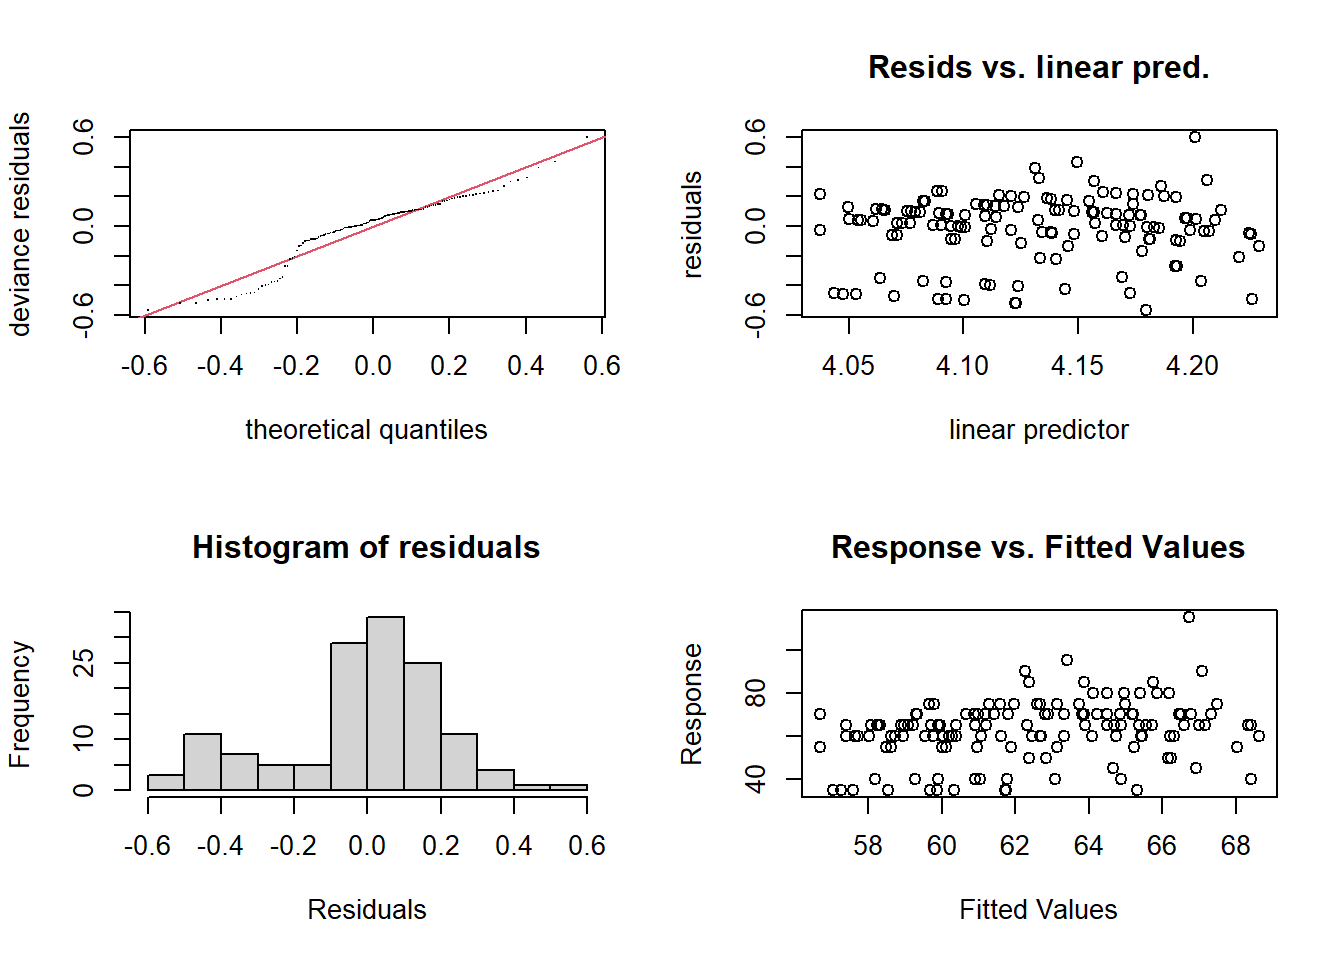 deviance residuals
0.6
0.0
-0.6
-0.6 -0.4 -0.2 0.0 0.2 0.4 0.6
theoretical quantiles
Resids vs. linear pred.
residuals
0.6
0.0
-0.6
4.05 4.10 4.15 4.20
linear predictor
Histogram of residuals
Frequency
25
10
0
-0.6 -0.4 -0.2 0.0 0.2 0.4 0.6
Residuals
Response vs. Fitted Values
Response
80
40
58 60 62 64 66 68
Fitted Values